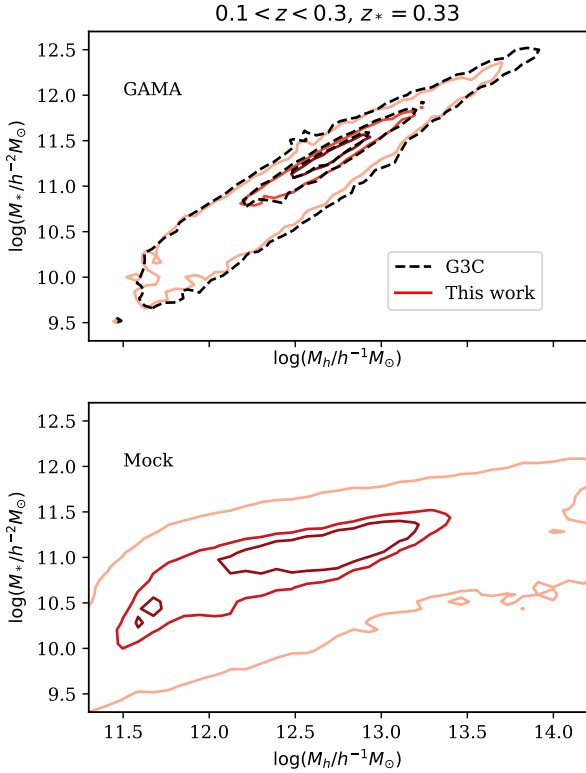 0.1 < z < 0.3, z* = 0.33
12.5
GAMA
12.0
11.5
11.0
10.5
10.0
9.5
log(M*/h⁻²M⊙)
G3C
This work
log(Mₕ/h⁻¹M⊙)
12.5
Mock
12.0
11.5
11.0
10.5
10.0
9.5
log(M*/h⁻²M⊙)
11.5 12.0 12.5 13.0 13.5 14.0
log(Mₕ/h⁻¹M⊙)